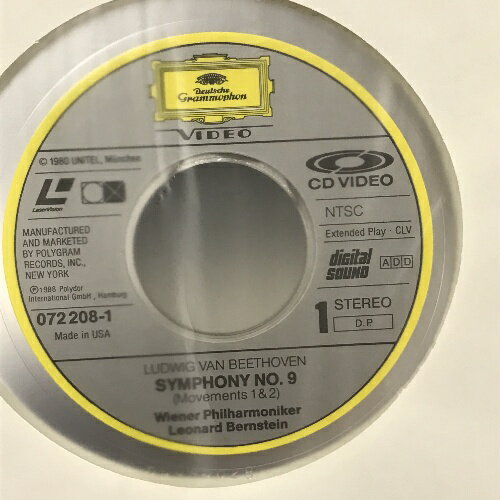 Deutsche
Grammophon
VIDEO
© 1980 UNITEL, München
LaserVision
MANUFACTURED
AND MARKETED
BY POLYGRAM
RECORDS, INC.,
NEW YORK
℗ 1988 Polydor
International GmbH, Hamburg
072 208-1
Made in USA
CD VIDEO
NTSC
Extended Play · CLV
digital
sound
ADD
1 STEREO
D.P.
LUDWIG VAN BEETHOVEN
SYMPHONY NO. 9
(Movements 1 & 2)
Wiener Philharmoniker
Leonard Bernstein